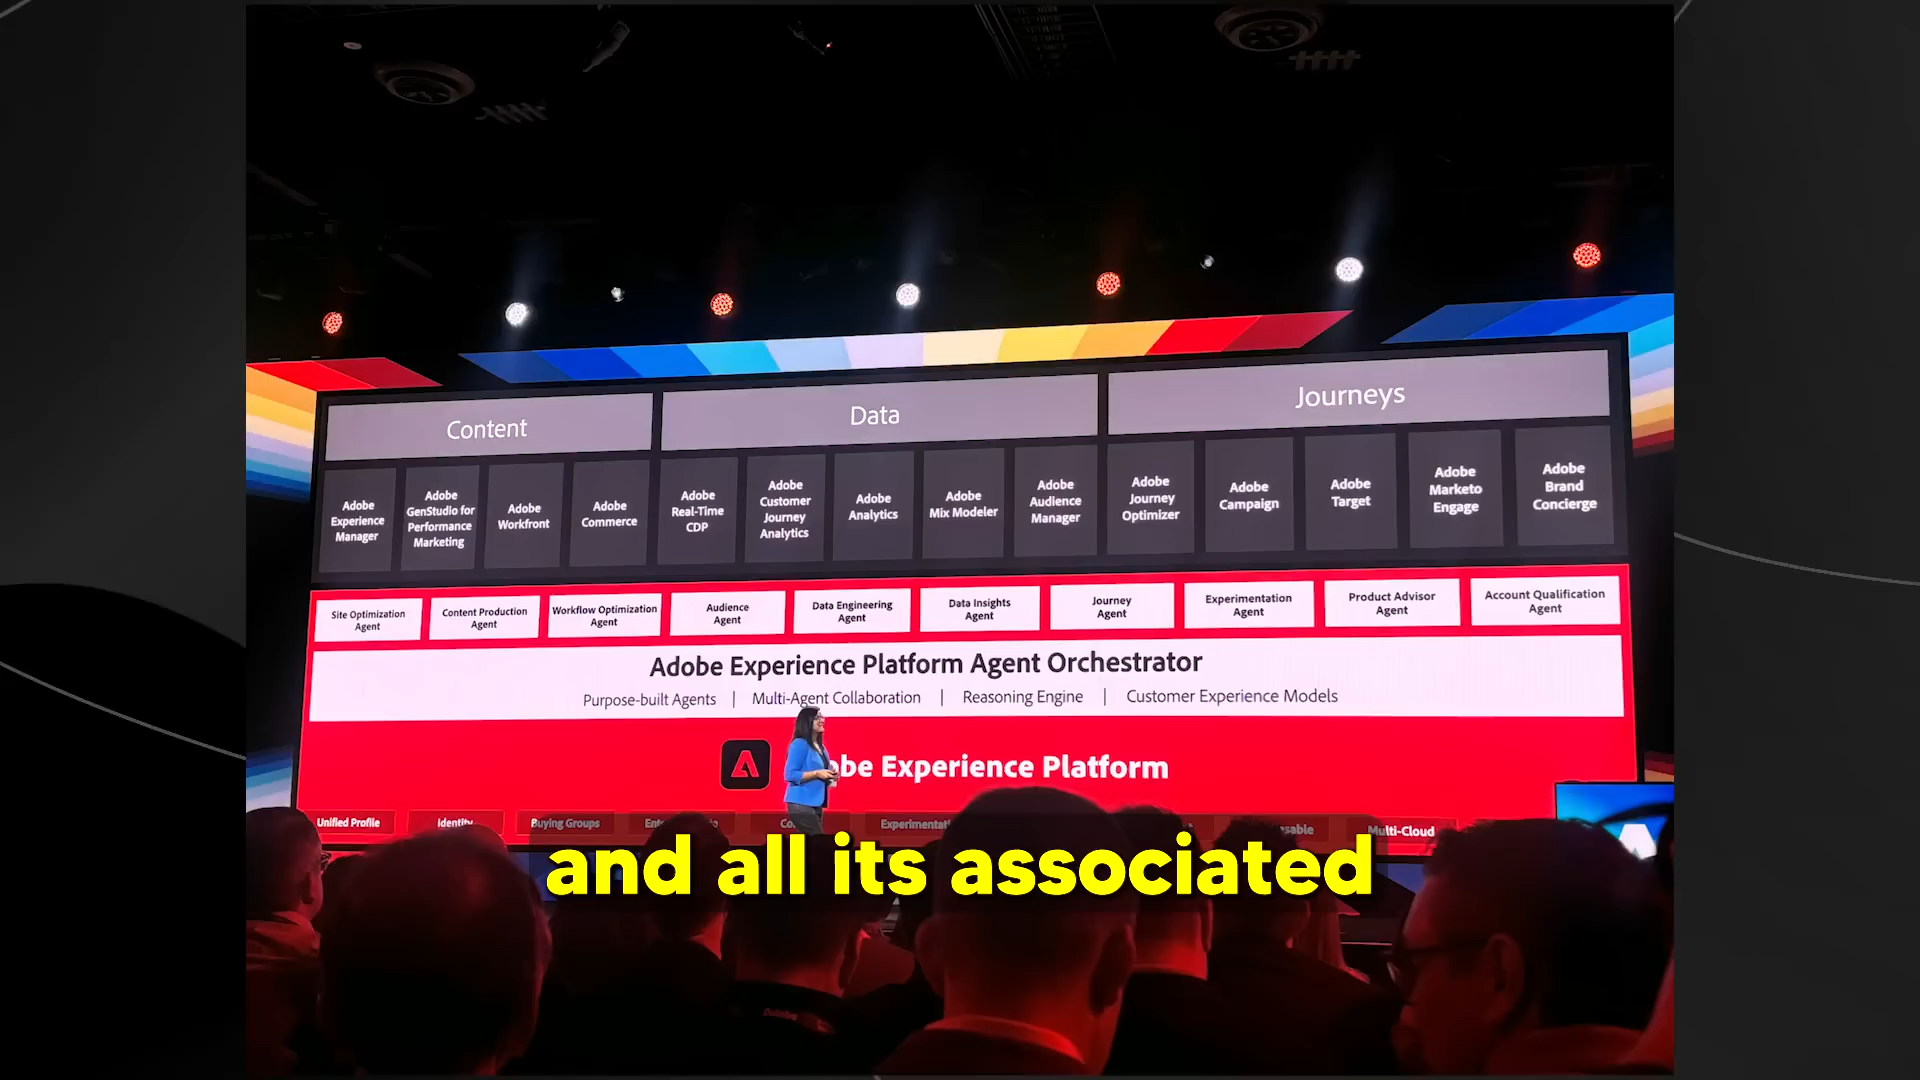 Content
Data
Journeys
Adobe
Experience
Manager
Adobe
GenStudio for
Performance
Marketing
Adobe
Workfront
Adobe
Commerce
Adobe
Real-Time
CDP
Adobe
Customer
Journey
Analytics
Adobe
Analytics
Adobe
Mix Modeler
Adobe
Audience
Manager
Adobe
Journey
Optimizer
Adobe
Campaign
Adobe
Target
Adobe
Marketo
Engage
Adobe
Brand
Concierge
Site Optimization
Agent
Content Production
Agent
Workflow Optimization
Agent
Audience
Agent
Data Engineering
Agent
Data Insights
Agent
Journey
Agent
Experimentation
Agent
Product Advisor
Agent
Account Qualification
Agent
Adobe Experience Platform Agent Orchestrator
Purpose-built Agents | Multi-Agent Collaboration | Reasoning Engine | Customer Experience Models
obe Experience Platform
Unified Profile
Identity
Buying Groups
Multi-Cloud
and all its associated